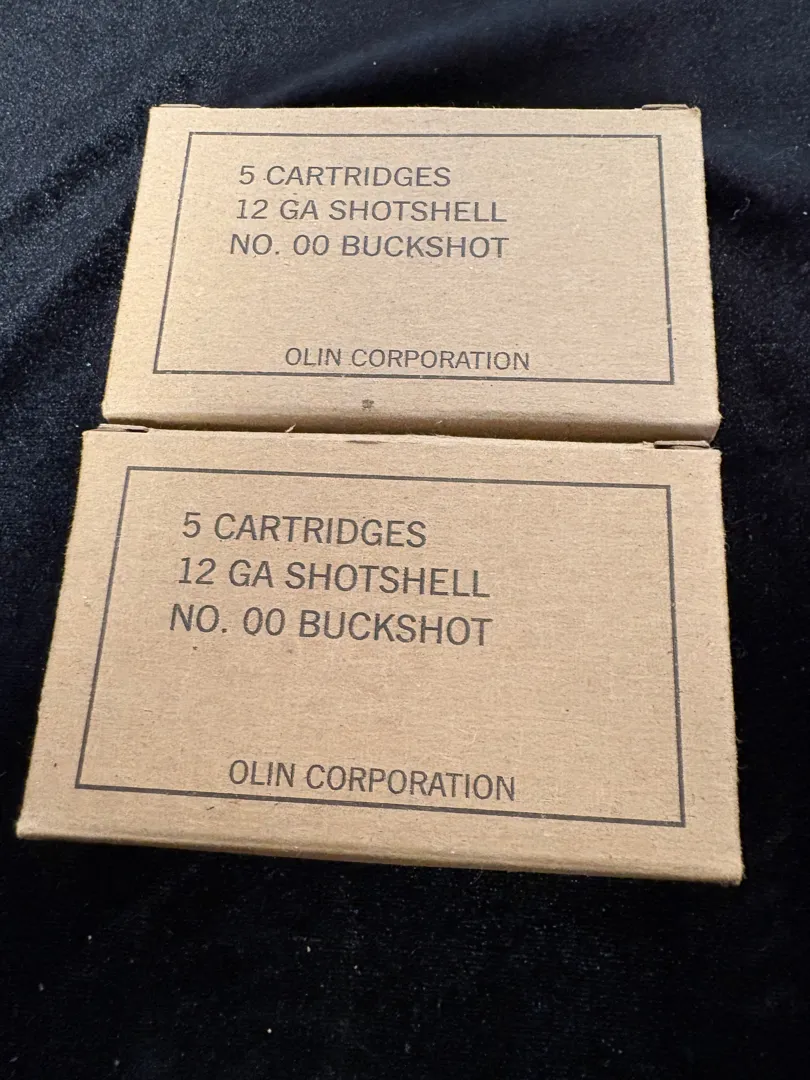 5 CARTRIDGES
12 GA SHOTSHELL
NO. 00 BUCKSHOT
OLIN CORPORATION
5 CARTRIDGES
12 GA SHOTSHELL
NO. 00 BUCKSHOT
OLIN CORPORATION